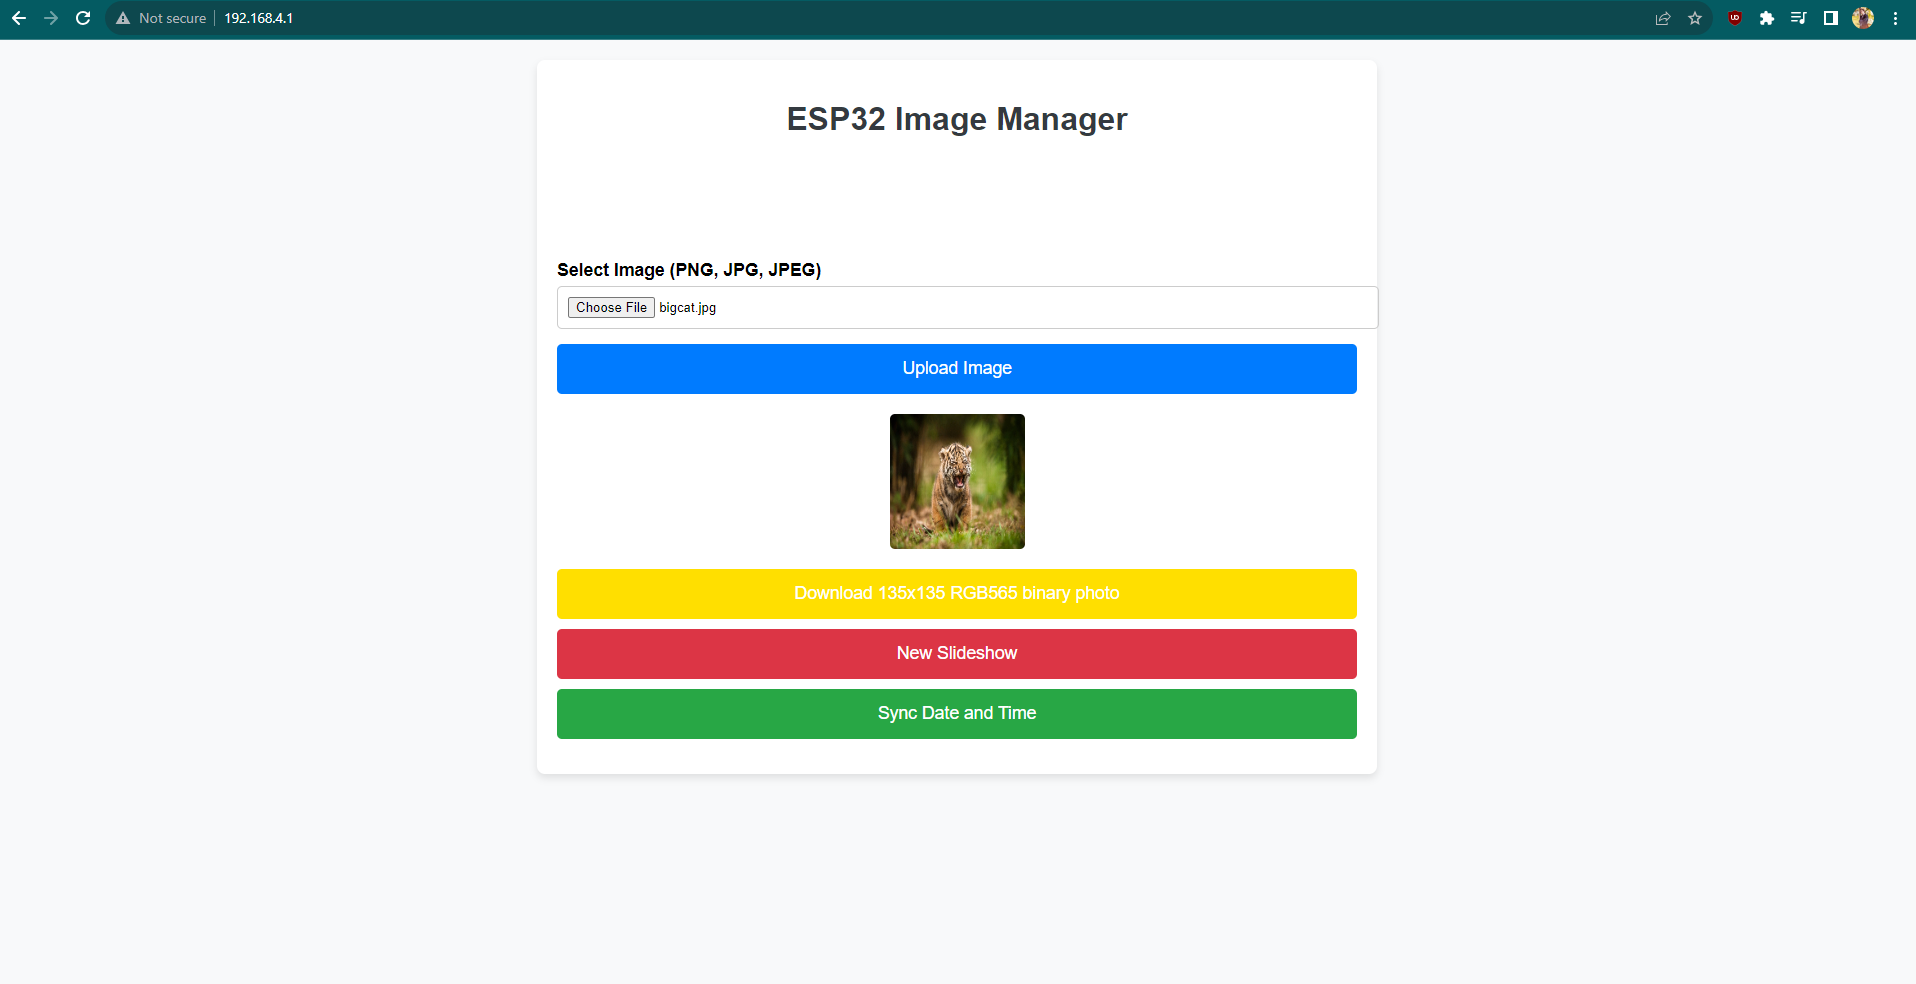 Not secure | 192.168.4.1
ESP32 Image Manager
Select Image (PNG, JPG, JPEG)
Choose File bigcat.jpg
Upload Image
Download 135x135 RGB565 binary photo
New Slideshow
Sync Date and Time